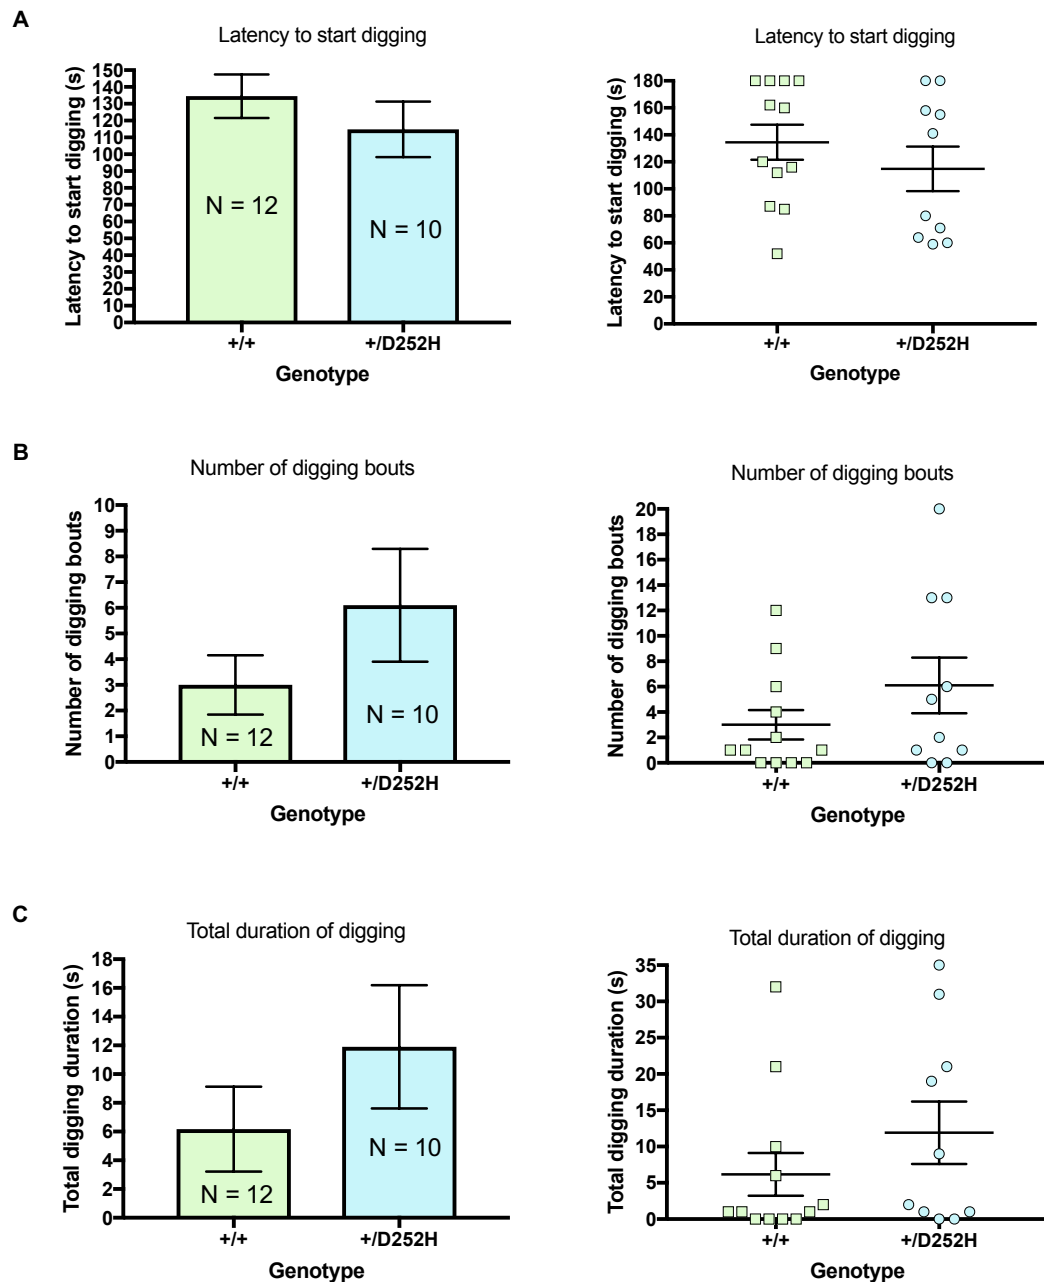 A
Latency to start digging
Latency to start digging (s)
150
140
130
120
110
100
90
80
70
60
50
40
30
20
10
0
N = 12
N = 10
+/+
+/D252H
Genotype
Latency to start digging
Latency to start digging (s)
180
160
140
120
100
80
60
40
20
0
+/+
+/D252H
Genotype
B
Number of digging bouts
Number of digging bouts
10
9
8
7
6
5
4
3
2
1
0
N = 12
N = 10
+/+
+/D252H
Genotype
Number of digging bouts
Number of digging bouts
20
18
16
14
12
10
8
6
4
2
0
+/+
+/D252H
Genotype
C
Total duration of digging
Total digging duration (s)
18
16
14
12
10
8
6
4
2
0
N = 12
N = 10
+/+
+/D252H
Genotype
Total duration of digging
Total digging duration (s)
35
30
25
20
15
10
5
0
+/+
+/D252H
Genotype